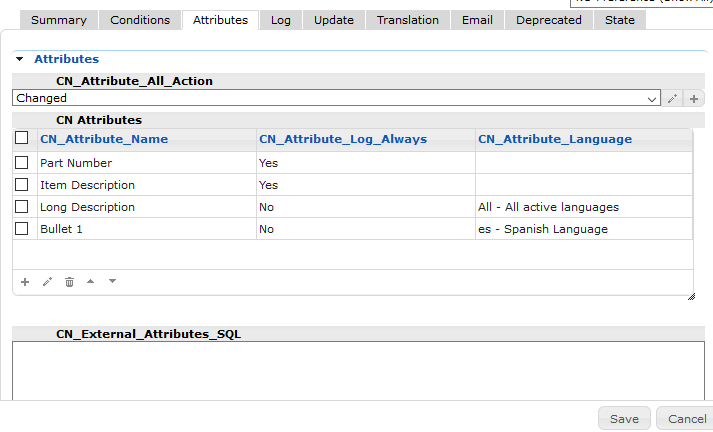 Summary Conditions Attributes Log Update Translation Email Deprecated State
Attributes
CN_Attribute_All_Action
Changed
CN Attributes
CN_Attribute_Name CN_Attribute_Log_Always CN_Attribute_Language
Part Number Yes
Item Description Yes
Long Description No All - All active languages
Bullet 1 No es - Spanish Language
CN_External_Attributes_SQL
Save Cancel